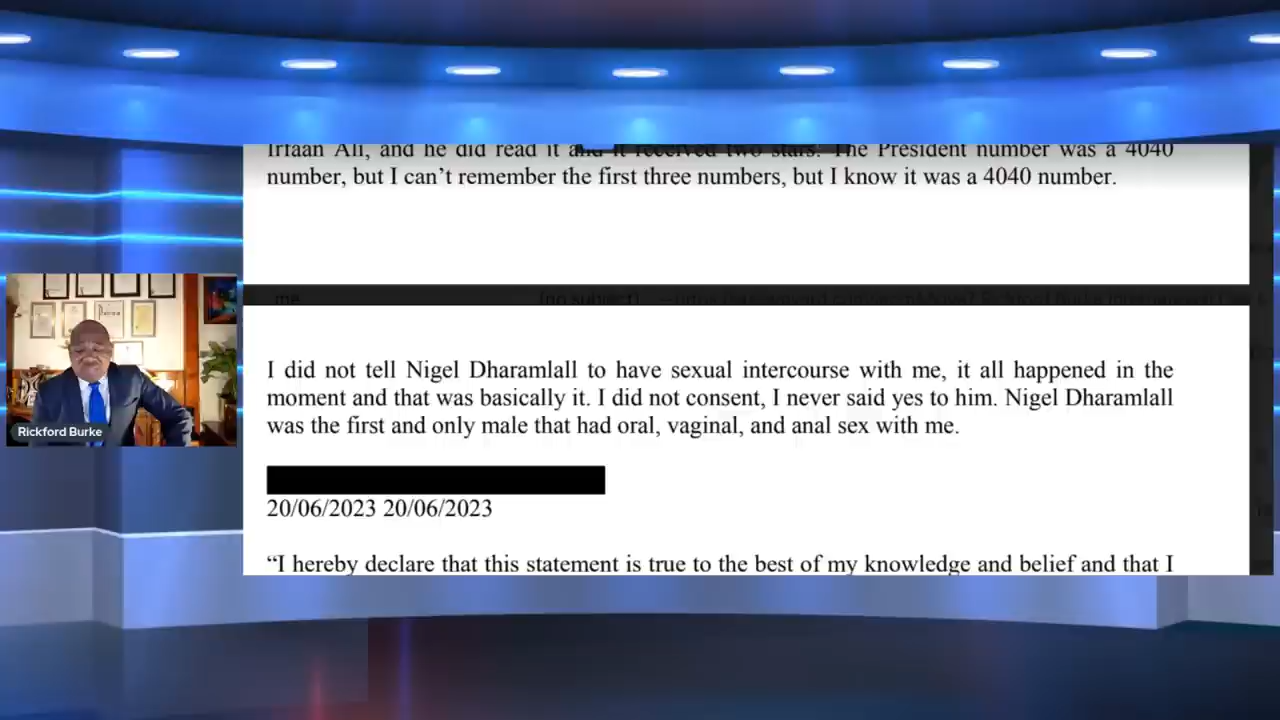 Irfaan Ali, and he did read it and it received two stars. The President number was a 4040
number, but I can't remember the first three numbers, but I know it was a 4040 number.
me
(no subject)
I did not tell Nigel Dharamlall to have sexual intercourse with me, it all happened in the
moment and that was basically it. I did not consent, I never said yes to him. Nigel Dharamlall
was the first and only male that had oral, vaginal, and anal sex with me.
Rickford Burke
20/06/2023 20/06/2023
“I hereby declare that this statement is true to the best of my knowledge and belief and that I